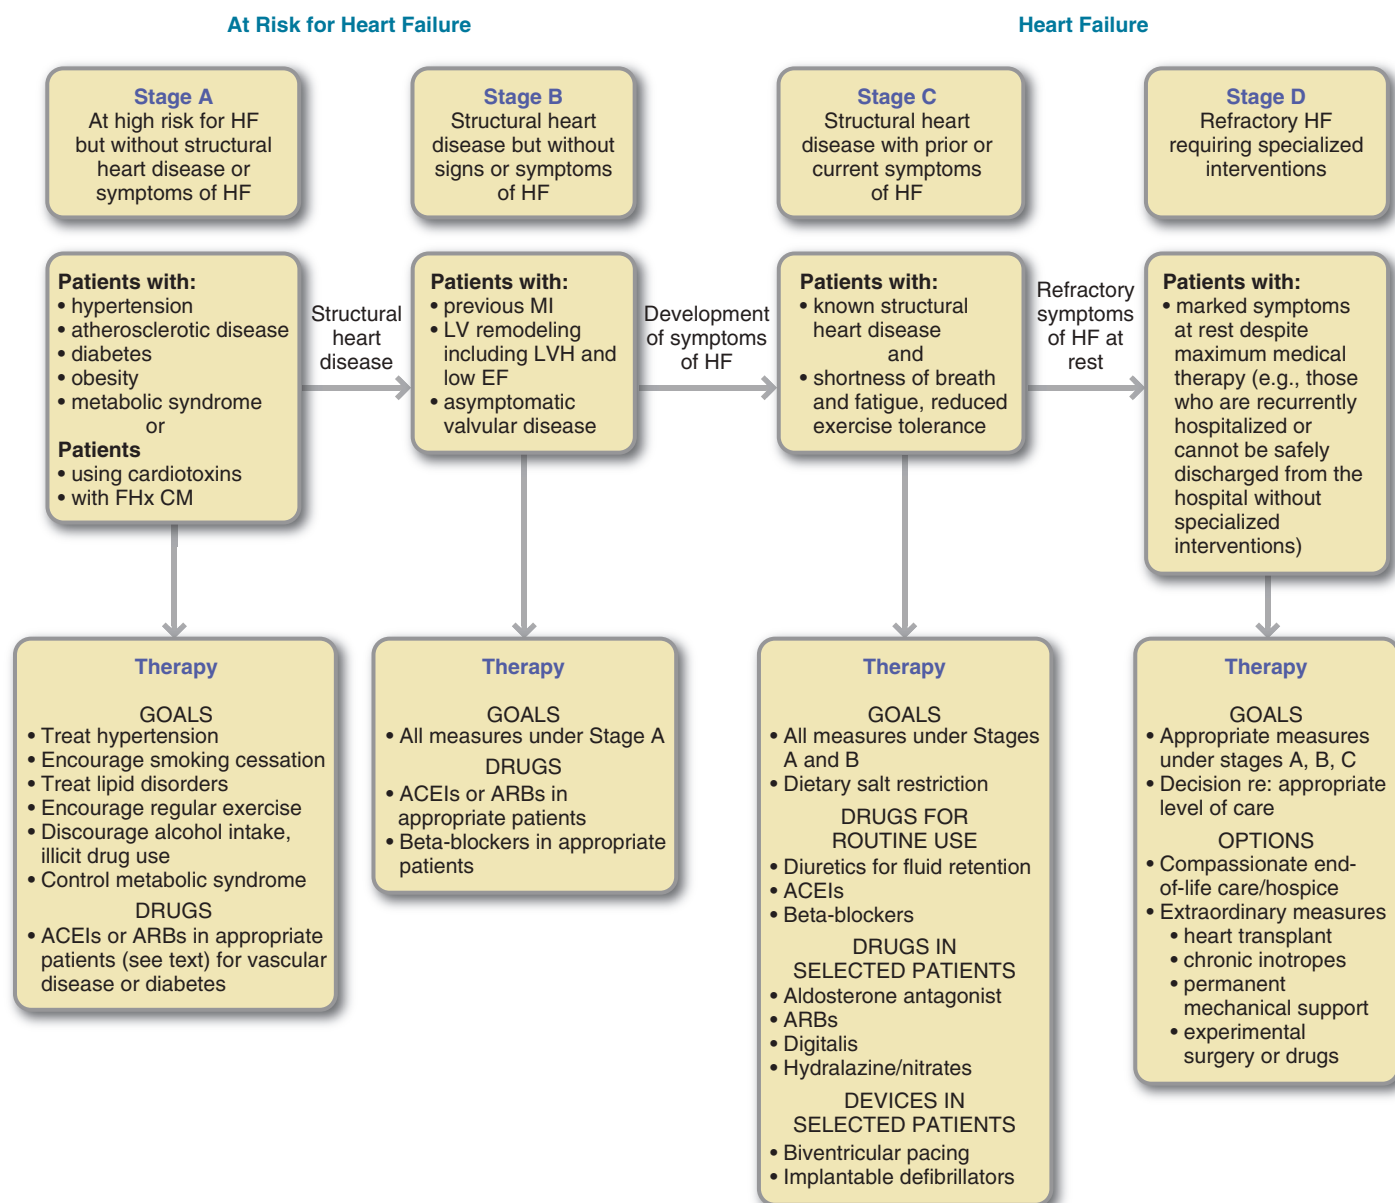 At Risk for Heart Failure
Heart Failure
Stage A
At high risk for HF
but without structural
heart disease or
symptoms of HF
Stage B
Structural heart
disease but without
signs or symptoms
of HF
Stage C
Structural heart
disease with prior or
current symptoms
of HF
Stage D
Refractory HF
requiring specialized
interventions
Patients with:
• hypertension
• atherosclerotic disease
• diabetes
• obesity
• metabolic syndrome
or
Patients
• using cardiotoxins
• with FHx CM
Structural
heart
disease
Patients with:
• previous MI
• LV remodeling
including LVH and
low EF
• asymptomatic
valvular disease
Development
of symptoms
of HF
Patients with:
• known structural
heart disease
and
• shortness of breath
and fatigue, reduced
exercise tolerance
Refractory
symptoms
of HF at
rest
Patients with:
• marked symptoms
at rest despite
maximum medical
therapy (e.g., those
who are recurrently
hospitalized or
cannot be safely
discharged from the
hospital without
specialized
interventions)
Therapy
GOALS
• Treat hypertension
• Encourage smoking cessation
• Treat lipid disorders
• Encourage regular exercise
• Discourage alcohol intake,
illicit drug use
• Control metabolic syndrome
DRUGS
• ACEIs or ARBs in appropriate
patients (see text) for vascular
disease or diabetes
Therapy
GOALS
• All measures under Stage A
DRUGS
• ACEIs or ARBs in
appropriate patients
• Beta-blockers in appropriate
patients
Therapy
GOALS
• All measures under Stages
A and B
• Dietary salt restriction
DRUGS FOR
ROUTINE USE
• Diuretics for fluid retention
• ACEIs
• Beta-blockers
DRUGS IN
SELECTED PATIENTS
• Aldosterone antagonist
• ARBs
• Digitalis
• Hydralazine/nitrates
DEVICES IN
SELECTED PATIENTS
• Biventricular pacing
• Implantable defibrillators
Therapy
GOALS
• Appropriate measures
under stages A, B, C
• Decision re: appropriate
level of care
OPTIONS
• Compassionate end-
of-life care/hospice
• Extraordinary measures
• heart transplant
• chronic inotropes
• permanent
mechanical support
• experimental
surgery or drugs